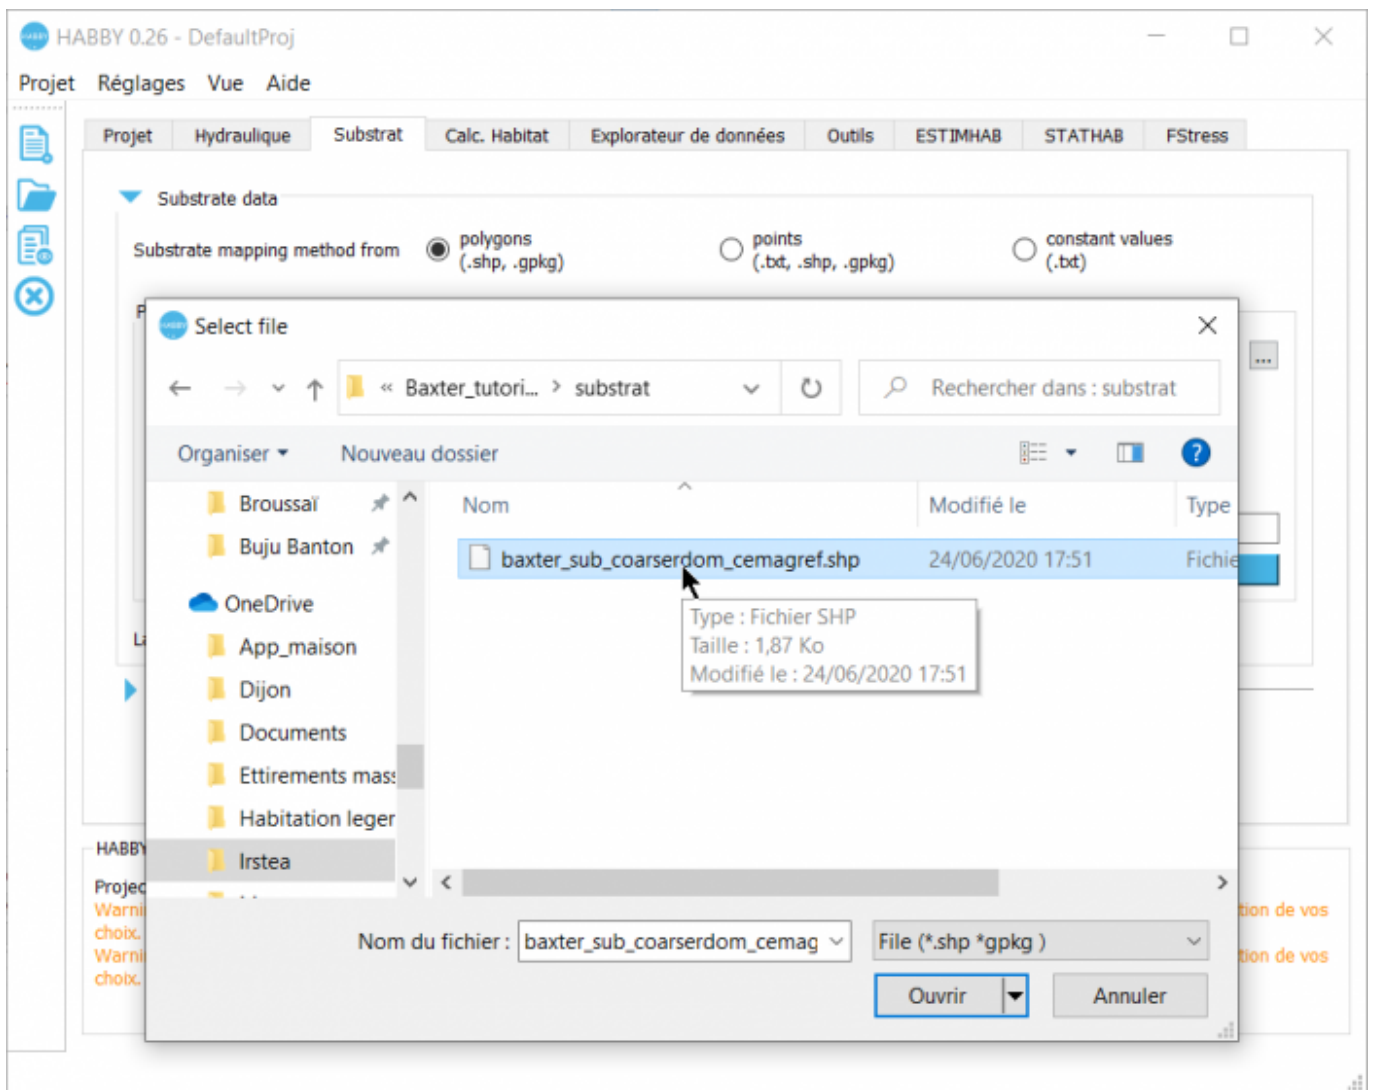 HABBY 0.26 - DefaultProj
Projet Réglages Vue Aide
Projet Hydraulique Substrat Calc. Habitat Explorateur de données Outils ESTIMHAB STATHAB FStress
Substrate data
Substrate mapping method from polygons (.shp, .gpkg) points (.txt, .shp, .gpkg) constant values (.txt)
Select file
...
« Baxter_tutori... > substrat Rechercher dans : substrat
Organiser Nouveau dossier
Nom Modifié le Type
Broussaï
Buju Banton
baxter_sub_coarserdom_cemagref.shp 24/06/2020 17:51 Fichie
Type : Fichier SHP
Taille : 1,87 Ko
Modifié le : 24/06/2020 17:51
OneDrive
App_maison
Dijon
Documents
Ettirements mass
Habitation leger
Irstea
HABBY
Projec
Warni tion de vos
choix.
Warni tion de vos
choix.
Nom du fichier : baxter_sub_coarserdom_cemag File (*.shp *gpkg )
Ouvrir Annuler